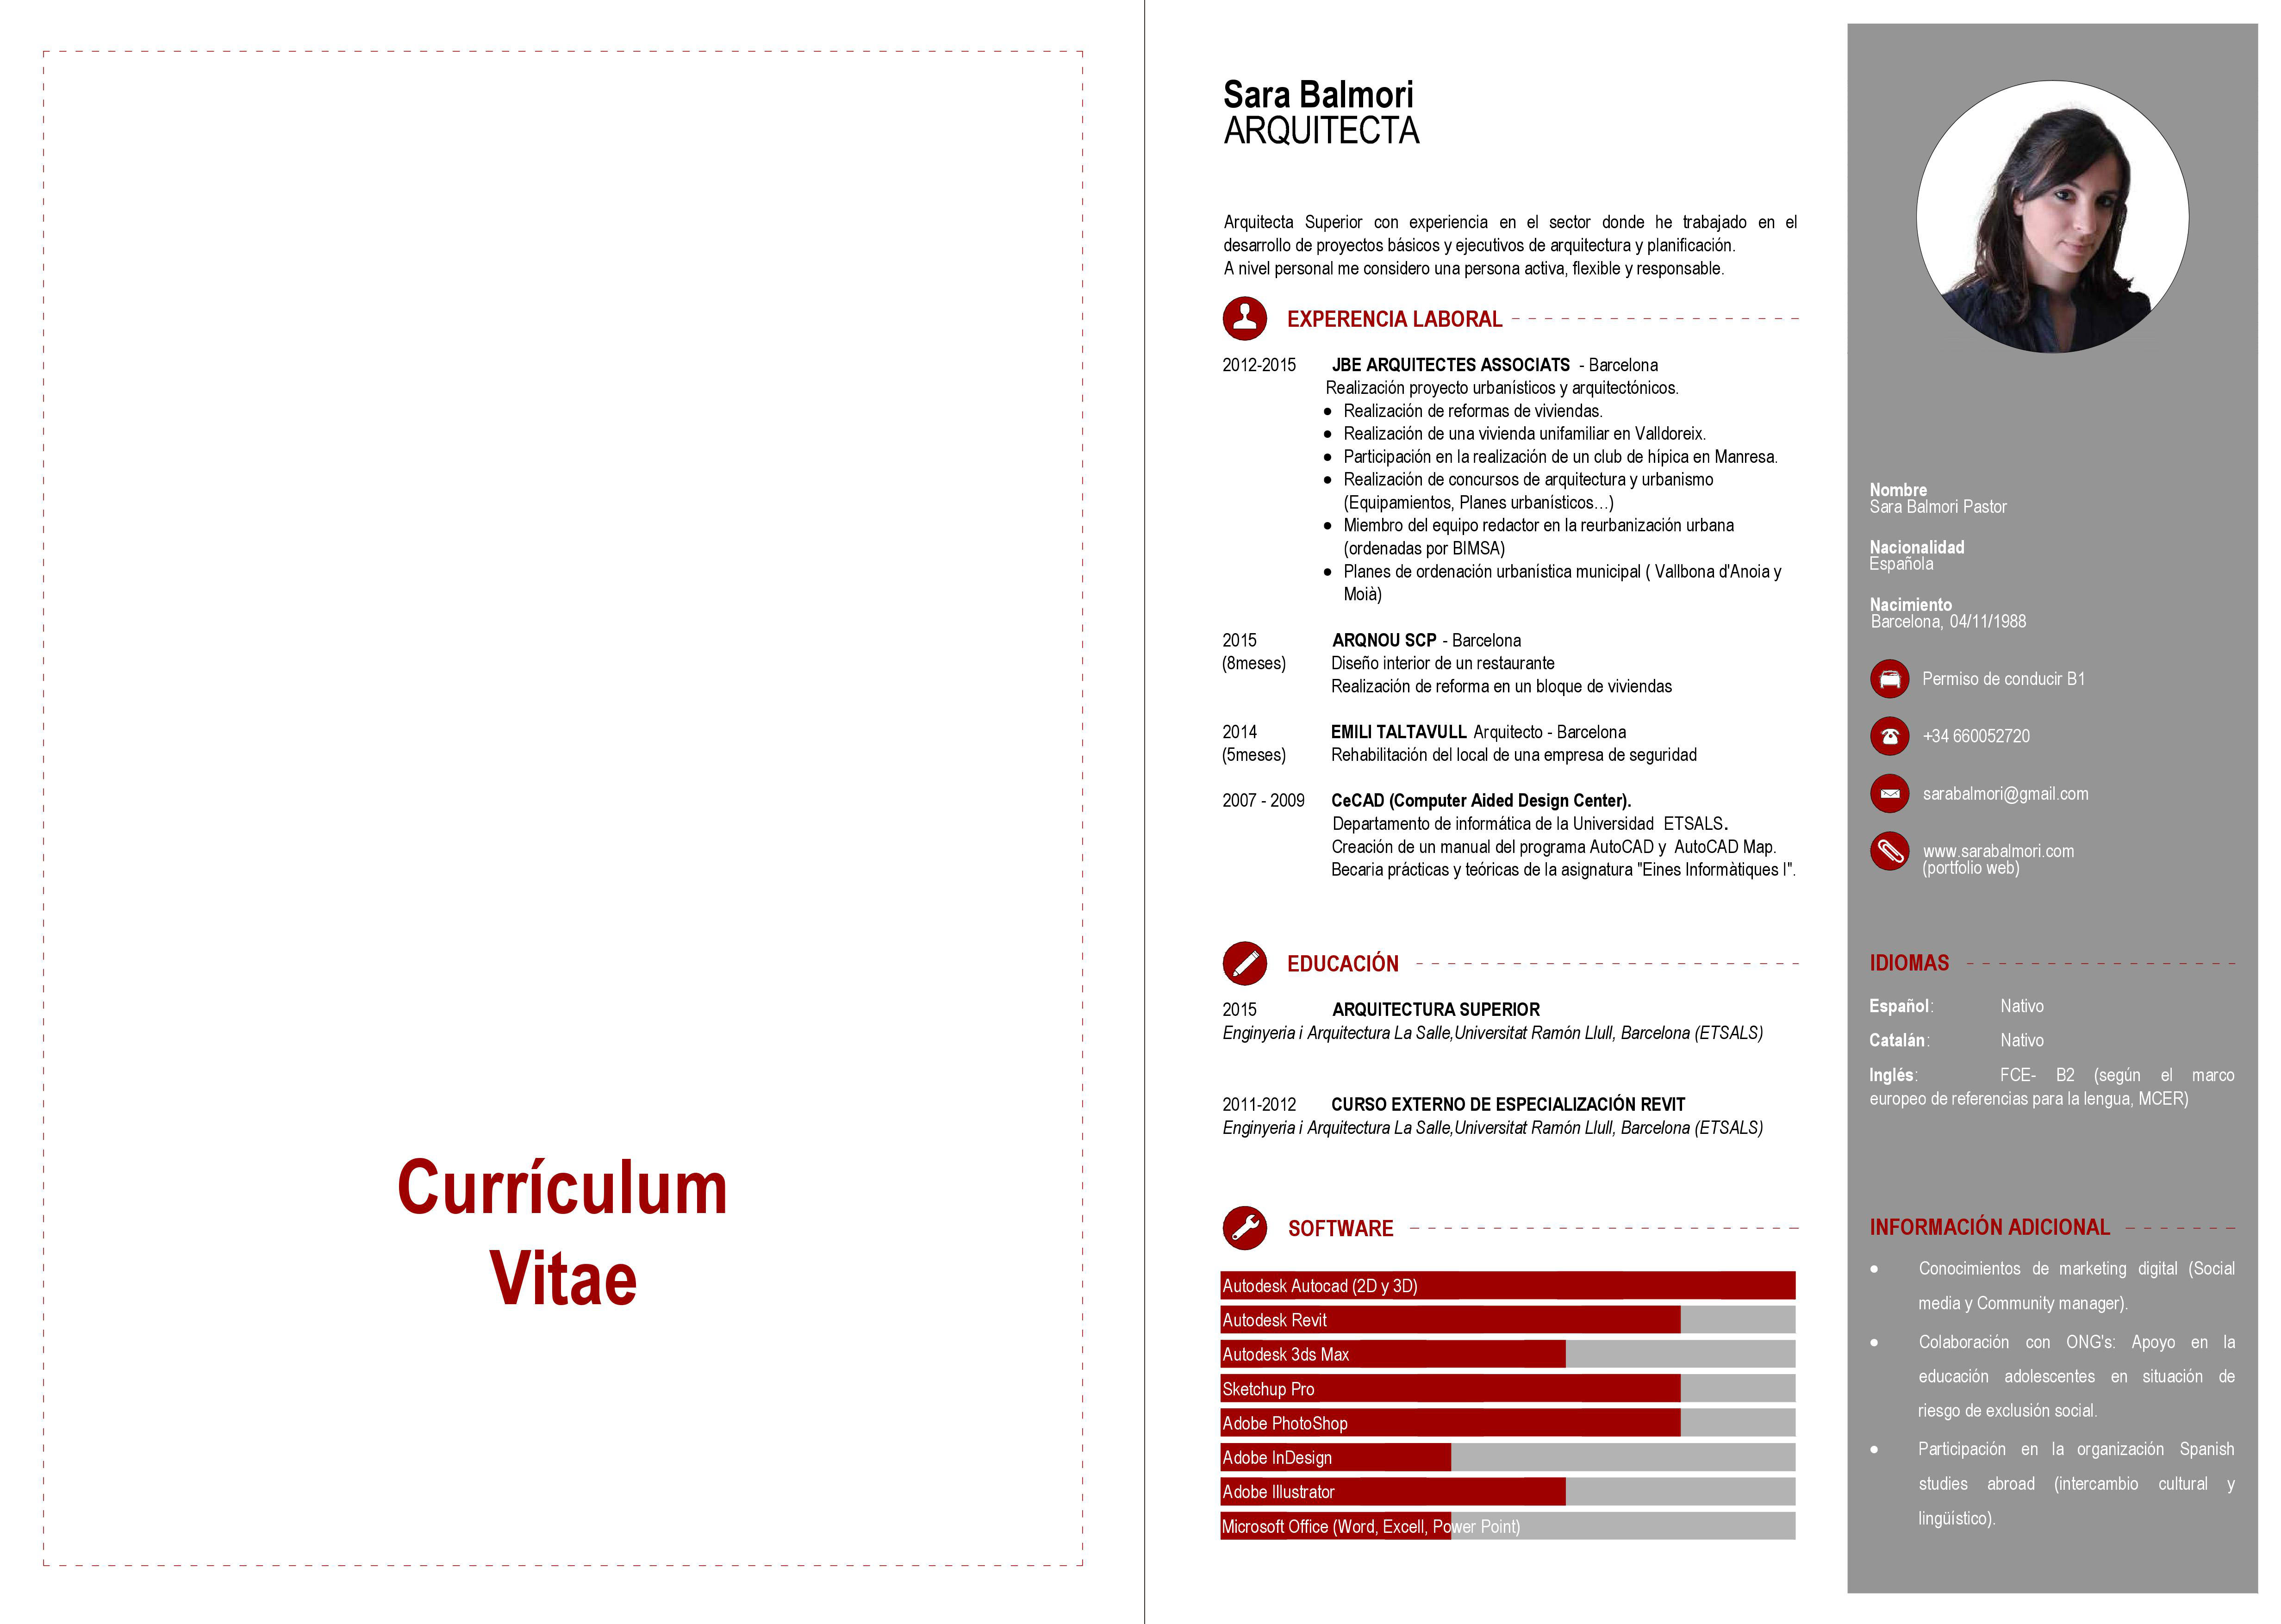 Currículum
Vitae
Sara Balmori
ARQUITECTA
Arquitecta Superior con experiencia en el sector donde he trabajado en el
desarrollo de proyectos básicos y ejecutivos de arquitectura y planificación.
A nivel personal me considero una persona activa, flexible y responsable.
EXPERENCIA LABORAL
2012-2015 JBE ARQUITECTES ASSOCIATS - Barcelona
Realización proyecto urbanísticos y arquitectónicos.
● Realización de reformas de viviendas.
● Realización de una vivienda unifamiliar en Valldoreix.
● Participación en la realización de un club de hípica en Manresa.
● Realización de concursos de arquitectura y urbanismo
(Equipamientos, Planes urbanísticos...)
● Miembro del equipo redactor en la reurbanización urbana
(ordenadas por BIMSA)
● Planes de ordenación urbanística municipal ( Vallbona d'Anoia y
Moià)
2015 ARQNOU SCP - Barcelona
(8meses) Diseño interior de un restaurante
Realización de reforma en un bloque de viviendas
2014 EMILI TALTAVULL Arquitecto - Barcelona
(5meses) Rehabilitación del local de una empresa de seguridad
2007 - 2009 CeCAD (Computer Aided Design Center).
Departamento de informática de la Universidad ETSALS.
Creación de un manual del programa AutoCAD y AutoCAD Map.
Becaria prácticas y teóricas de la asignatura "Eines Informàtiques I".
EDUCACIÓN
2015 ARQUITECTURA SUPERIOR
Enginyeria i Arquitectura La Salle,Universitat Ramón Llull, Barcelona (ETSALS)
2011-2012 CURSO EXTERNO DE ESPECIALIZACIÓN REVIT
Enginyeria i Arquitectura La Salle,Universitat Ramón Llull, Barcelona (ETSALS)
SOFTWARE
Autodesk Autocad (2D y 3D)
Autodesk Revit
Autodesk 3ds Max
Sketchup Pro
Adobe PhotoShop
Adobe InDesign
Adobe Illustrator
Microsoft Office (Word, Excell, Power Point)
Nombre
Sara Balmori Pastor
Nacionalidad
Española
Nacimiento
Barcelona, 04/11/1988
Permiso de conducir B1
+34 660052720
sarabalmori@gmail.com
www.sarabalmori.com
(portfolio web)
IDIOMAS
Español: Nativo
Catalán: Nativo
Inglés: FCE- B2 (según el marco
europeo de referencias para la lengua, MCER)
INFORMACIÓN ADICIONAL
● Conocimientos de marketing digital (Social
media y Community manager).
● Colaboración con ONG's: Apoyo en la
educación adolescentes en situación de
riesgo de exclusión social.
● Participación en la organización Spanish
studies abroad (intercambio cultural y
lingüístico).